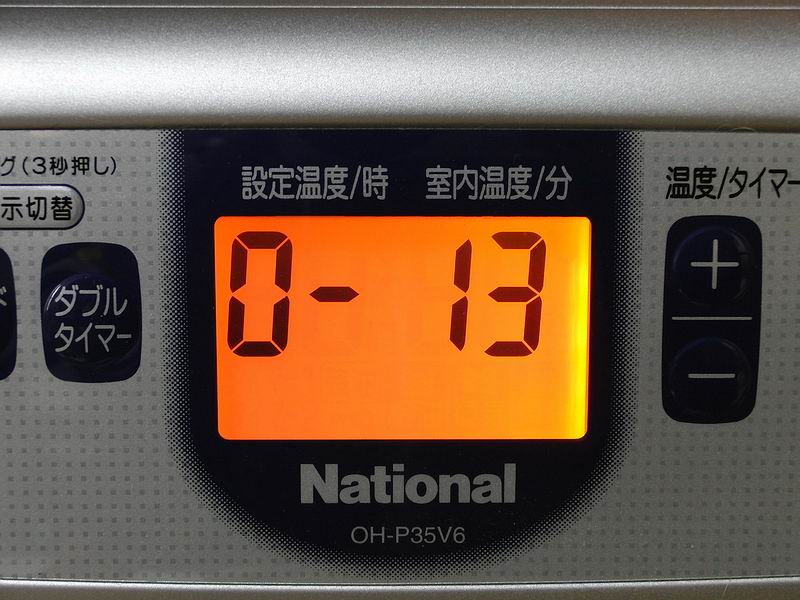 グ(3秒押し)
示切替
設定温度/時 室内温度/分
温度/タイマー
0- 13
ダブル
タイマー
+
-
National
OH-P35V6